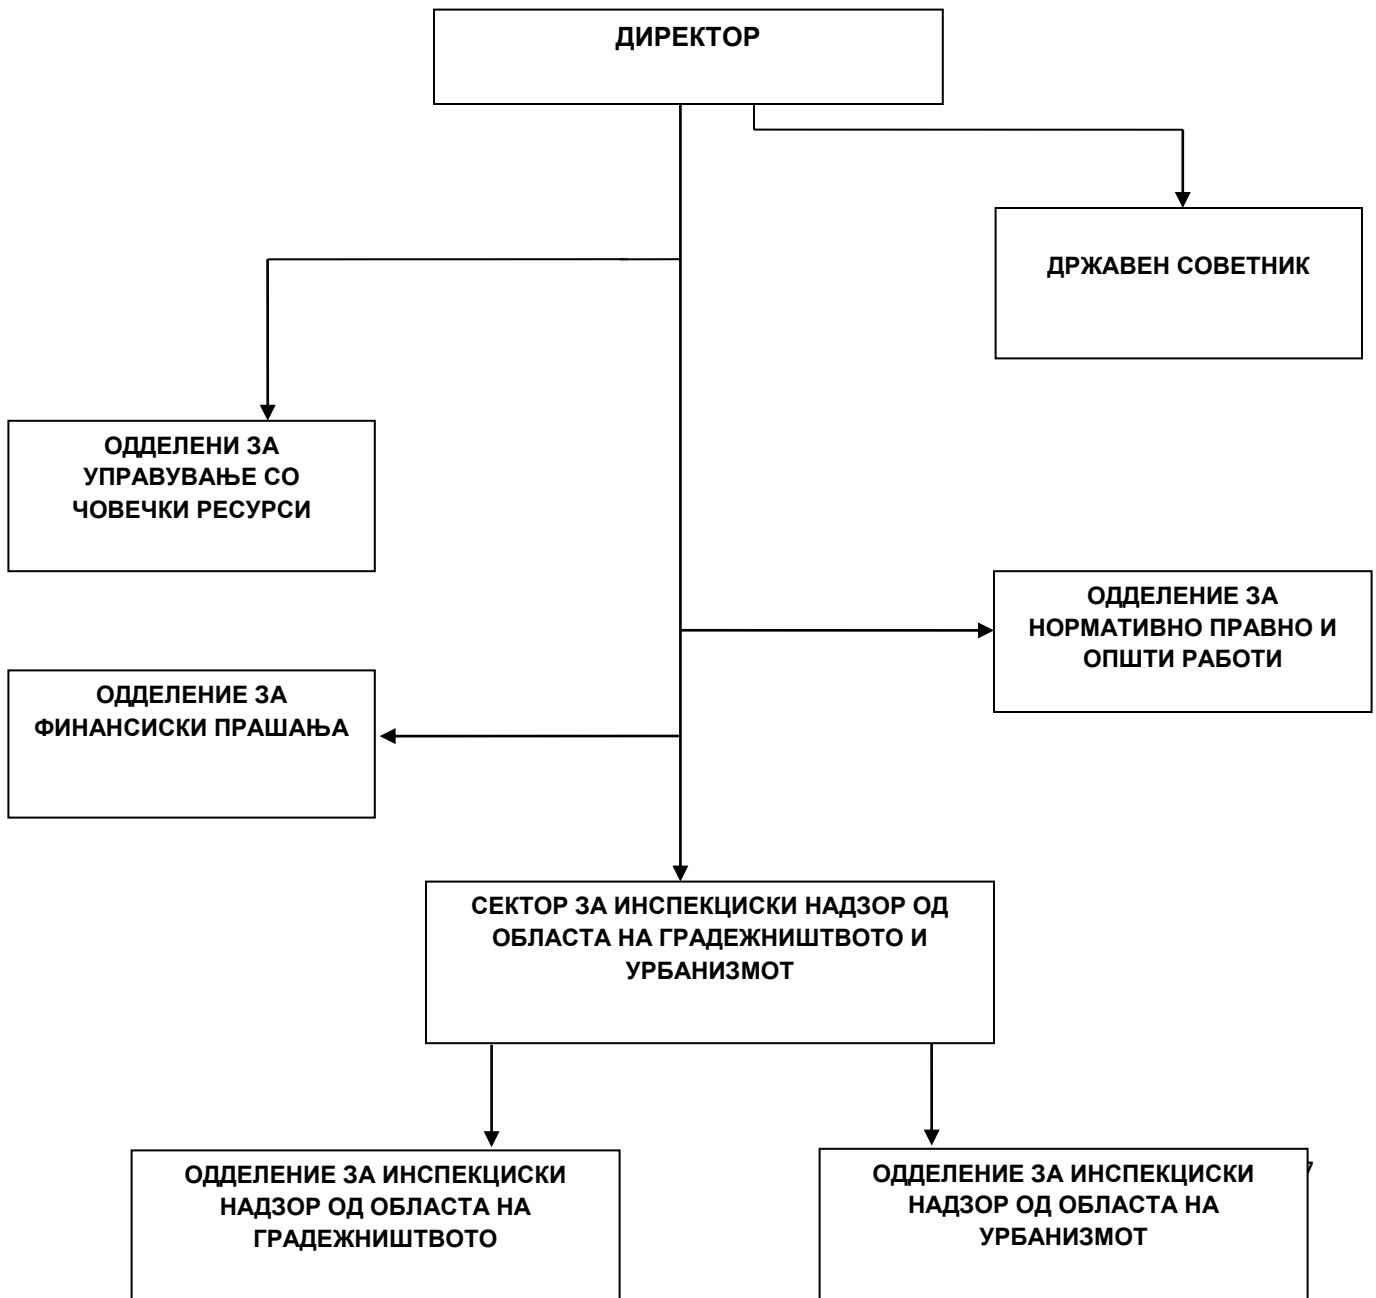 ДИРЕКТОР
ДРЖАВЕН СОВЕТНИК
ОДДЕЛЕНИ ЗА
УПРАВУВАЊЕ СО
ЧОВЕЧКИ РЕСУРСИ
ОДДЕЛЕНИЕ ЗА
НОРМАТИВНО ПРАВНО И
ОПШТИ РАБОТИ
ОДДЕЛЕНИЕ ЗА
ФИНАНСИСКИ ПРАШАЊА
СЕКТОР ЗА ИНСПЕКЦИСКИ НАДЗОР ОД
ОБЛАСТА НА ГРАДЕЖНИШТВОТО И
УРБАНИЗМОТ
ОДДЕЛЕНИЕ ЗА ИНСПЕКЦИСКИ
НАДЗОР ОД ОБЛАСТА НА
ГРАДЕЖНИШТВОТО
ОДДЕЛЕНИЕ ЗА ИНСПЕКЦИСКИ
НАДЗОР ОД ОБЛАСТА НА
УРБАНИЗМОТ